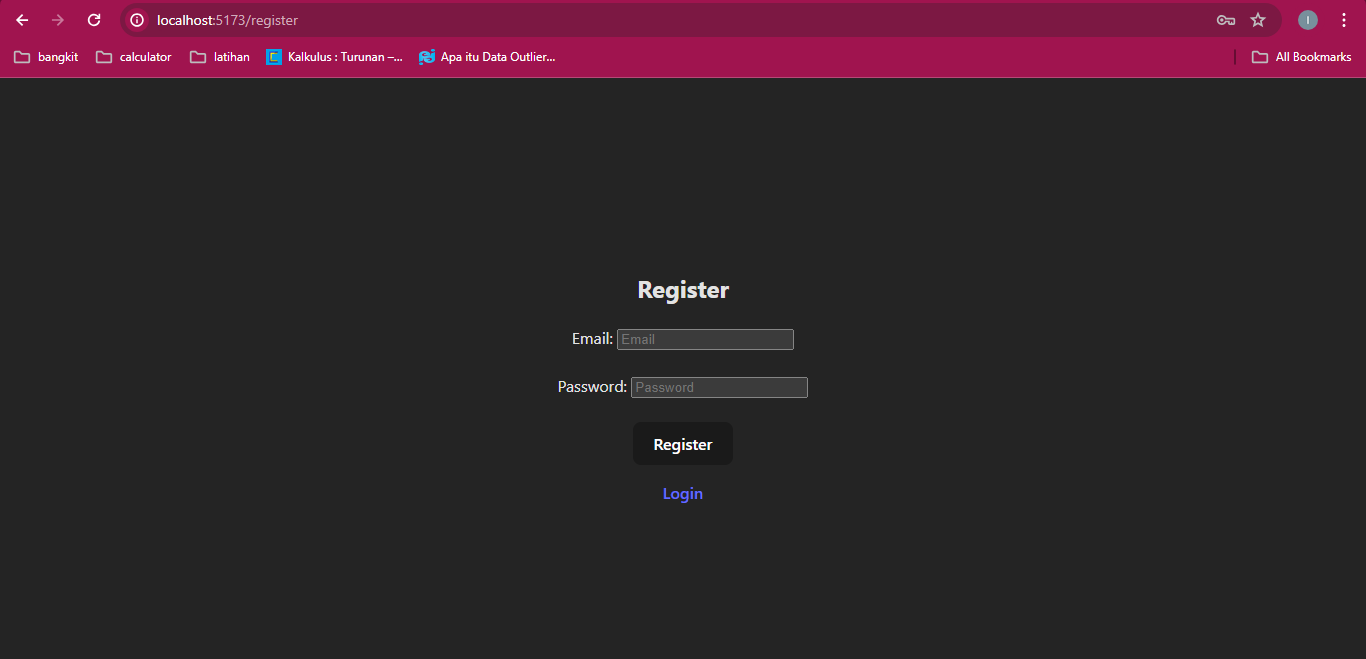 localhost:5173/register
I
bangkit calculator latihan Kalkulus : Turunan –... Apa itu Data Outlier... All Bookmarks
Register
Email: Email
Password: Password
Register
Login